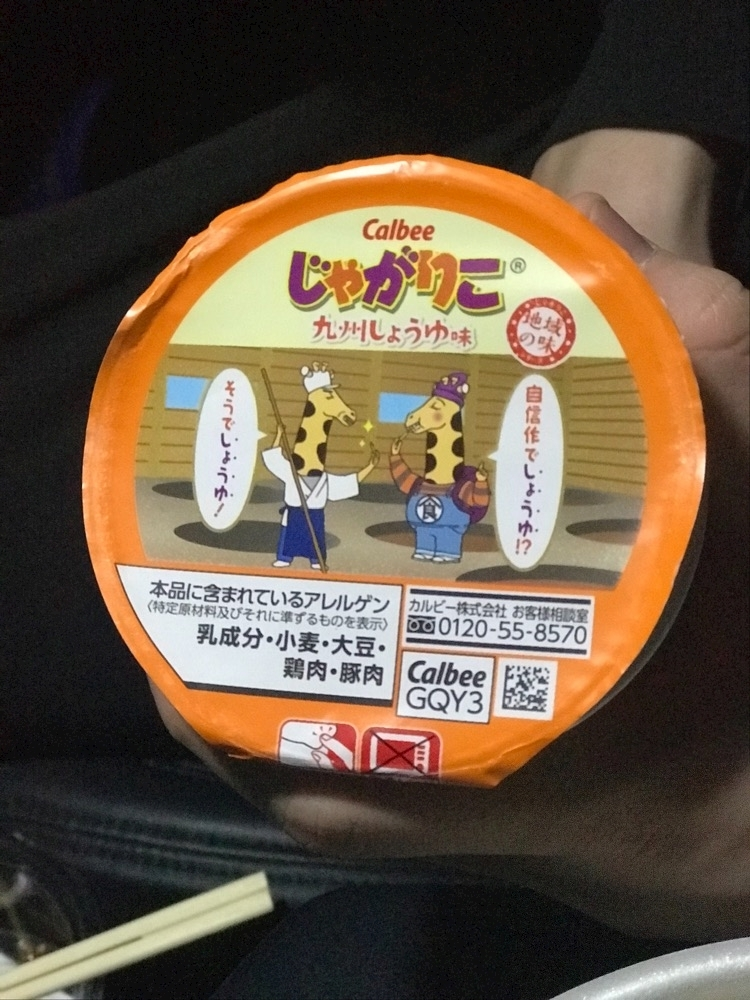 Calbee
じゃがりこ®
九州しょうゆ味
地域
の味
そうでしょうゆ!
自信作でしょうゆ!?
食
本品に含まれているアレルゲン
〈特定原材料及びそれに準ずるものを表示〉
乳成分・小麦・大豆・
鶏肉・豚肉
カルビー株式会社 お客様相談室
0120-55-8570
Calbee
GQY3